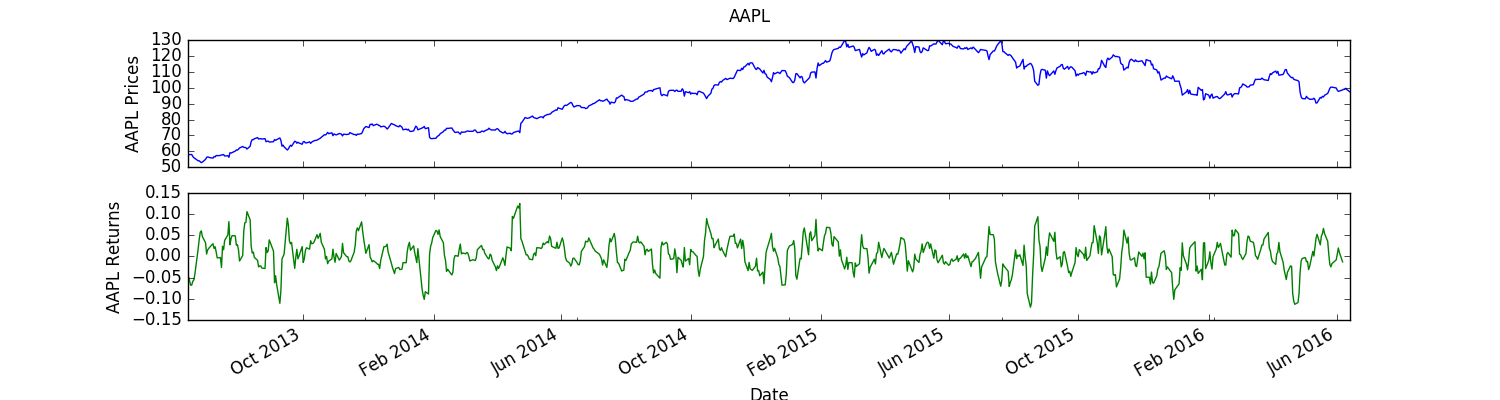 AAPL
AAPL Prices
130
120
110
100
90
80
70
60
50
AAPL Returns
0.15
0.10
0.05
0.00
−0.05
−0.10
−0.15
Oct 2013
Feb 2014
Jun 2014
Oct 2014
Feb 2015
Jun 2015
Oct 2015
Feb 2016
Jun 2016
Date